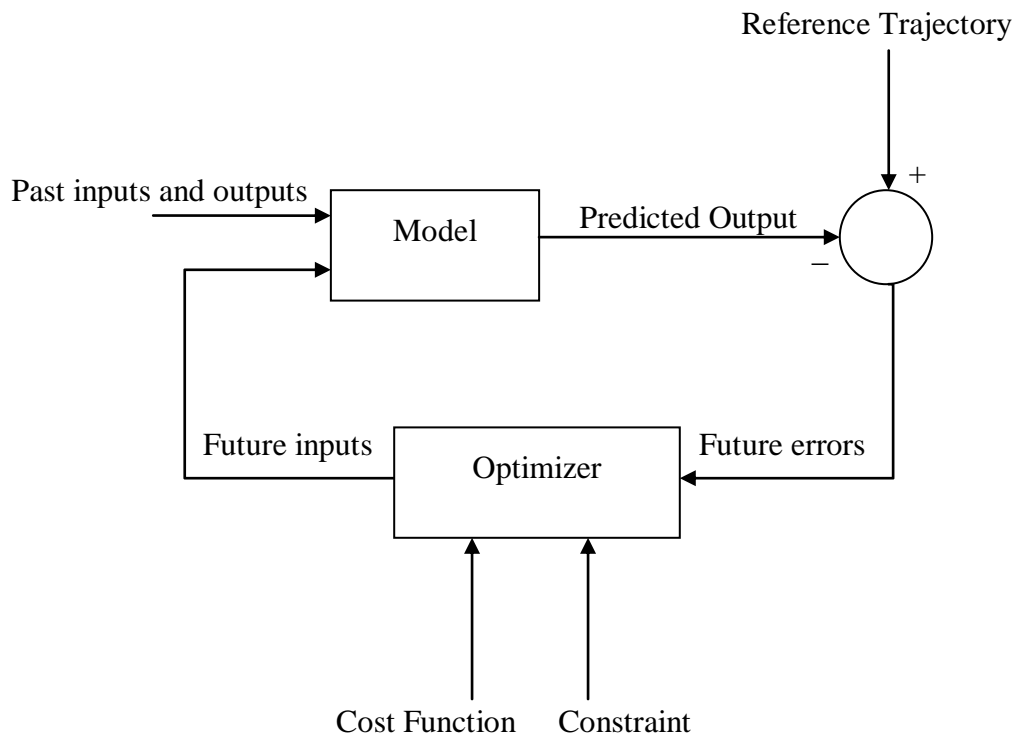 Reference Trajectory
+
Past inputs and outputs
Model
Predicted Output
−
Future inputs
Optimizer
Future errors
Cost Function
Constraint